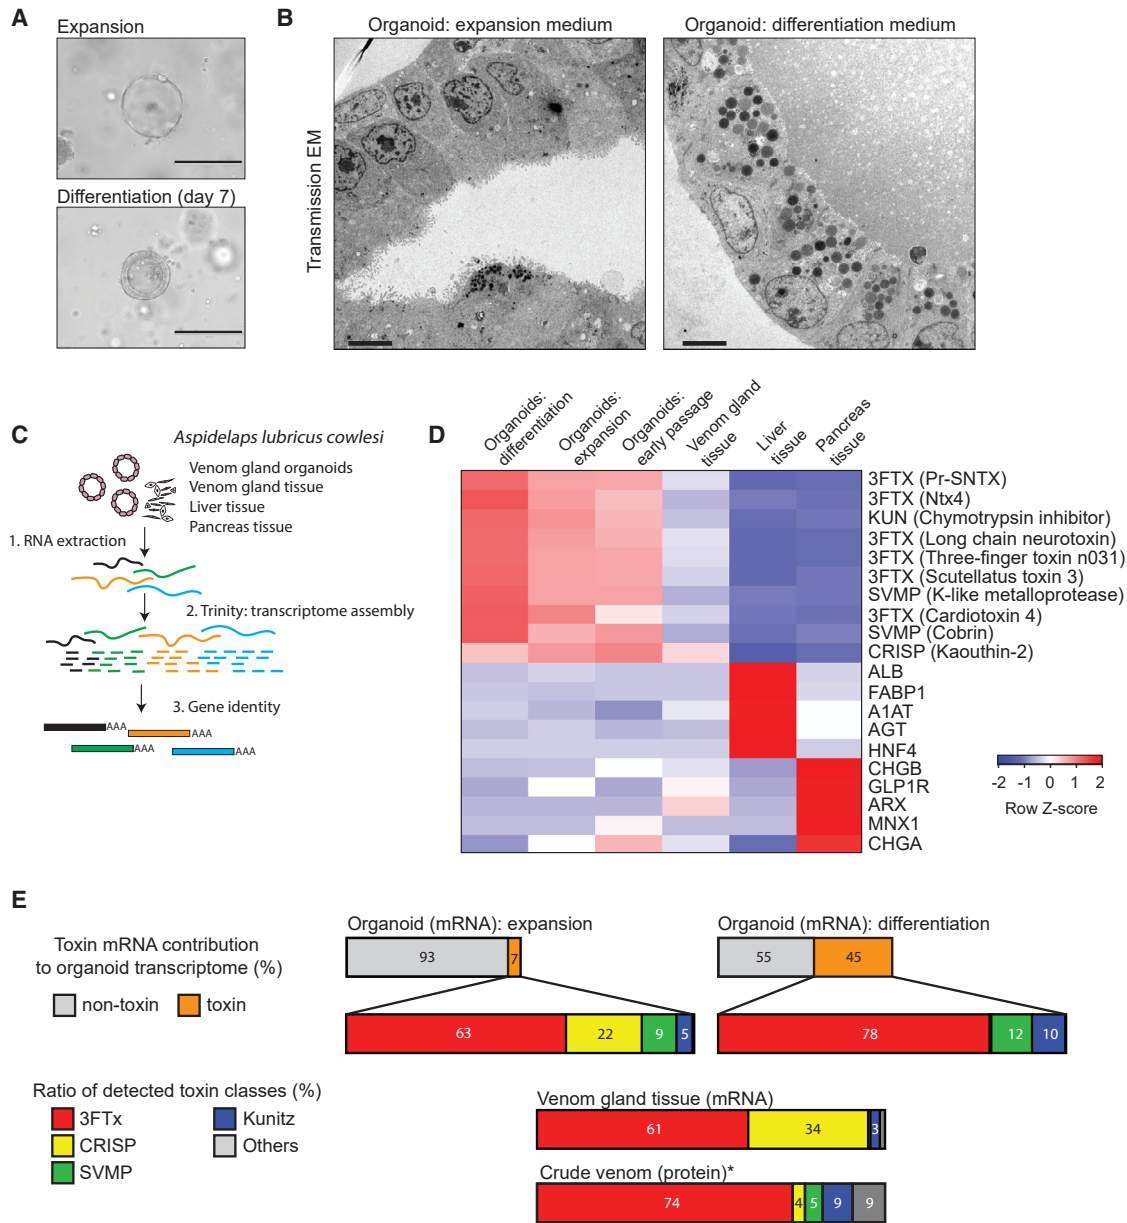 A
Expansion
Differentiation (day 7)
B
Organoid: expansion medium
Organoid: differentiation medium
Transmission EM
C
Aspidelaps lubricus cowlesi
Venom gland organoids
Venom gland tissue
Liver tissue
Pancreas tissue
1. RNA extraction
2. Trinity: transcriptome assembly
3. Gene identity
AAA
AAA
AAA
AAA
D
Organoids:
differentiation
Organoids:
expansion
Organoids:
early passage
Venom gland
tissue
Liver
tissue
Pancreas
tissue
3FTX (Pr-SNTX)
3FTX (Ntx4)
KUN (Chymotrypsin inhibitor)
3FTX (Long chain neurotoxin)
3FTX (Three-finger toxin n031)
3FTX (Scutellatus toxin 3)
SVMP (K-like metalloprotease)
3FTX (Cardiotoxin 4)
SVMP (Cobrin)
CRISP (Kaouthin-2)
ALB
FABP1
A1AT
AGT
HNF4
CHGB
GLP1R
ARX
MNX1
CHGA
-2 -1 0 1 2
Row Z-score
E
Toxin mRNA contribution
to organoid transcriptome (%)
non-toxin
toxin
Organoid (mRNA): expansion
93 7
63 22 9 5
Organoid (mRNA): differentiation
55 45
78 12 10
Ratio of detected toxin classes (%)
3FTx
CRISP
SVMP
Kunitz
Others
Venom gland tissue (mRNA)
61 34 3
Crude venom (protein)*
74 4 5 9 9